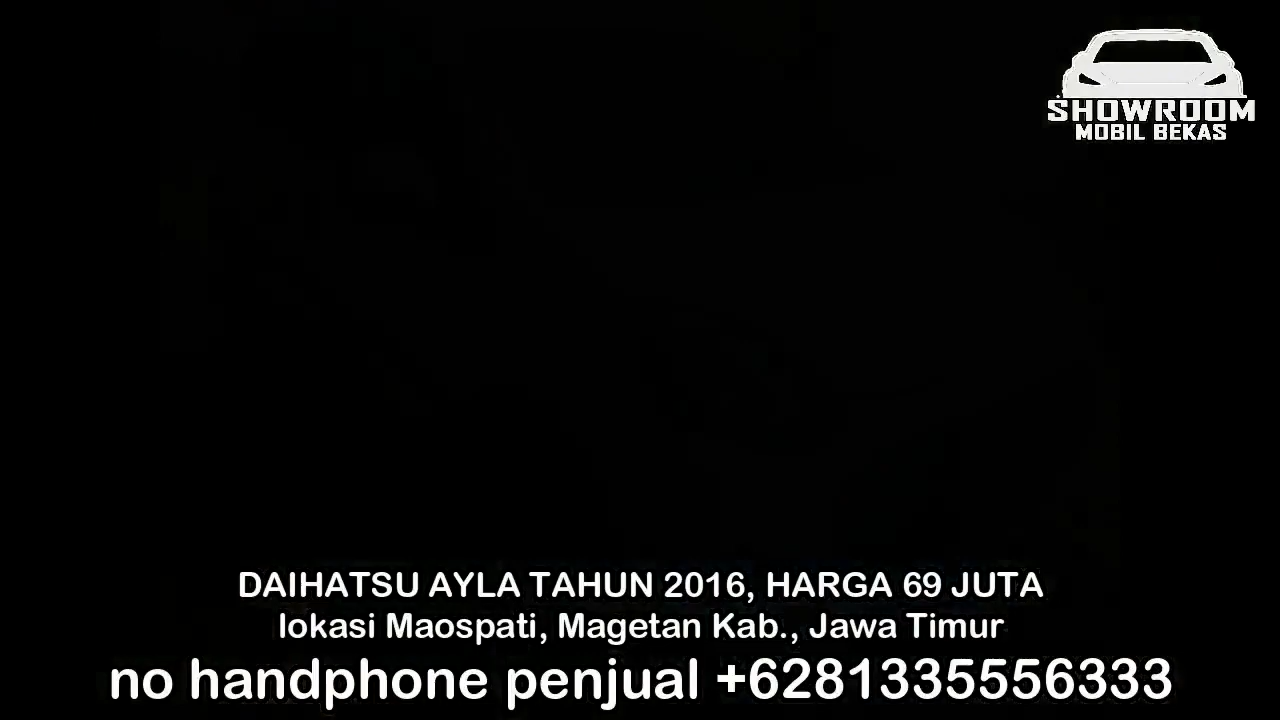 SHOWROOM
MOBIL BEKAS
DAIHATSU AYLA TAHUN 2016, HARGA 69 JUTA
lokasi Maospati, Magetan Kab., Jawa Timur
no handphone penjual +6281335556333